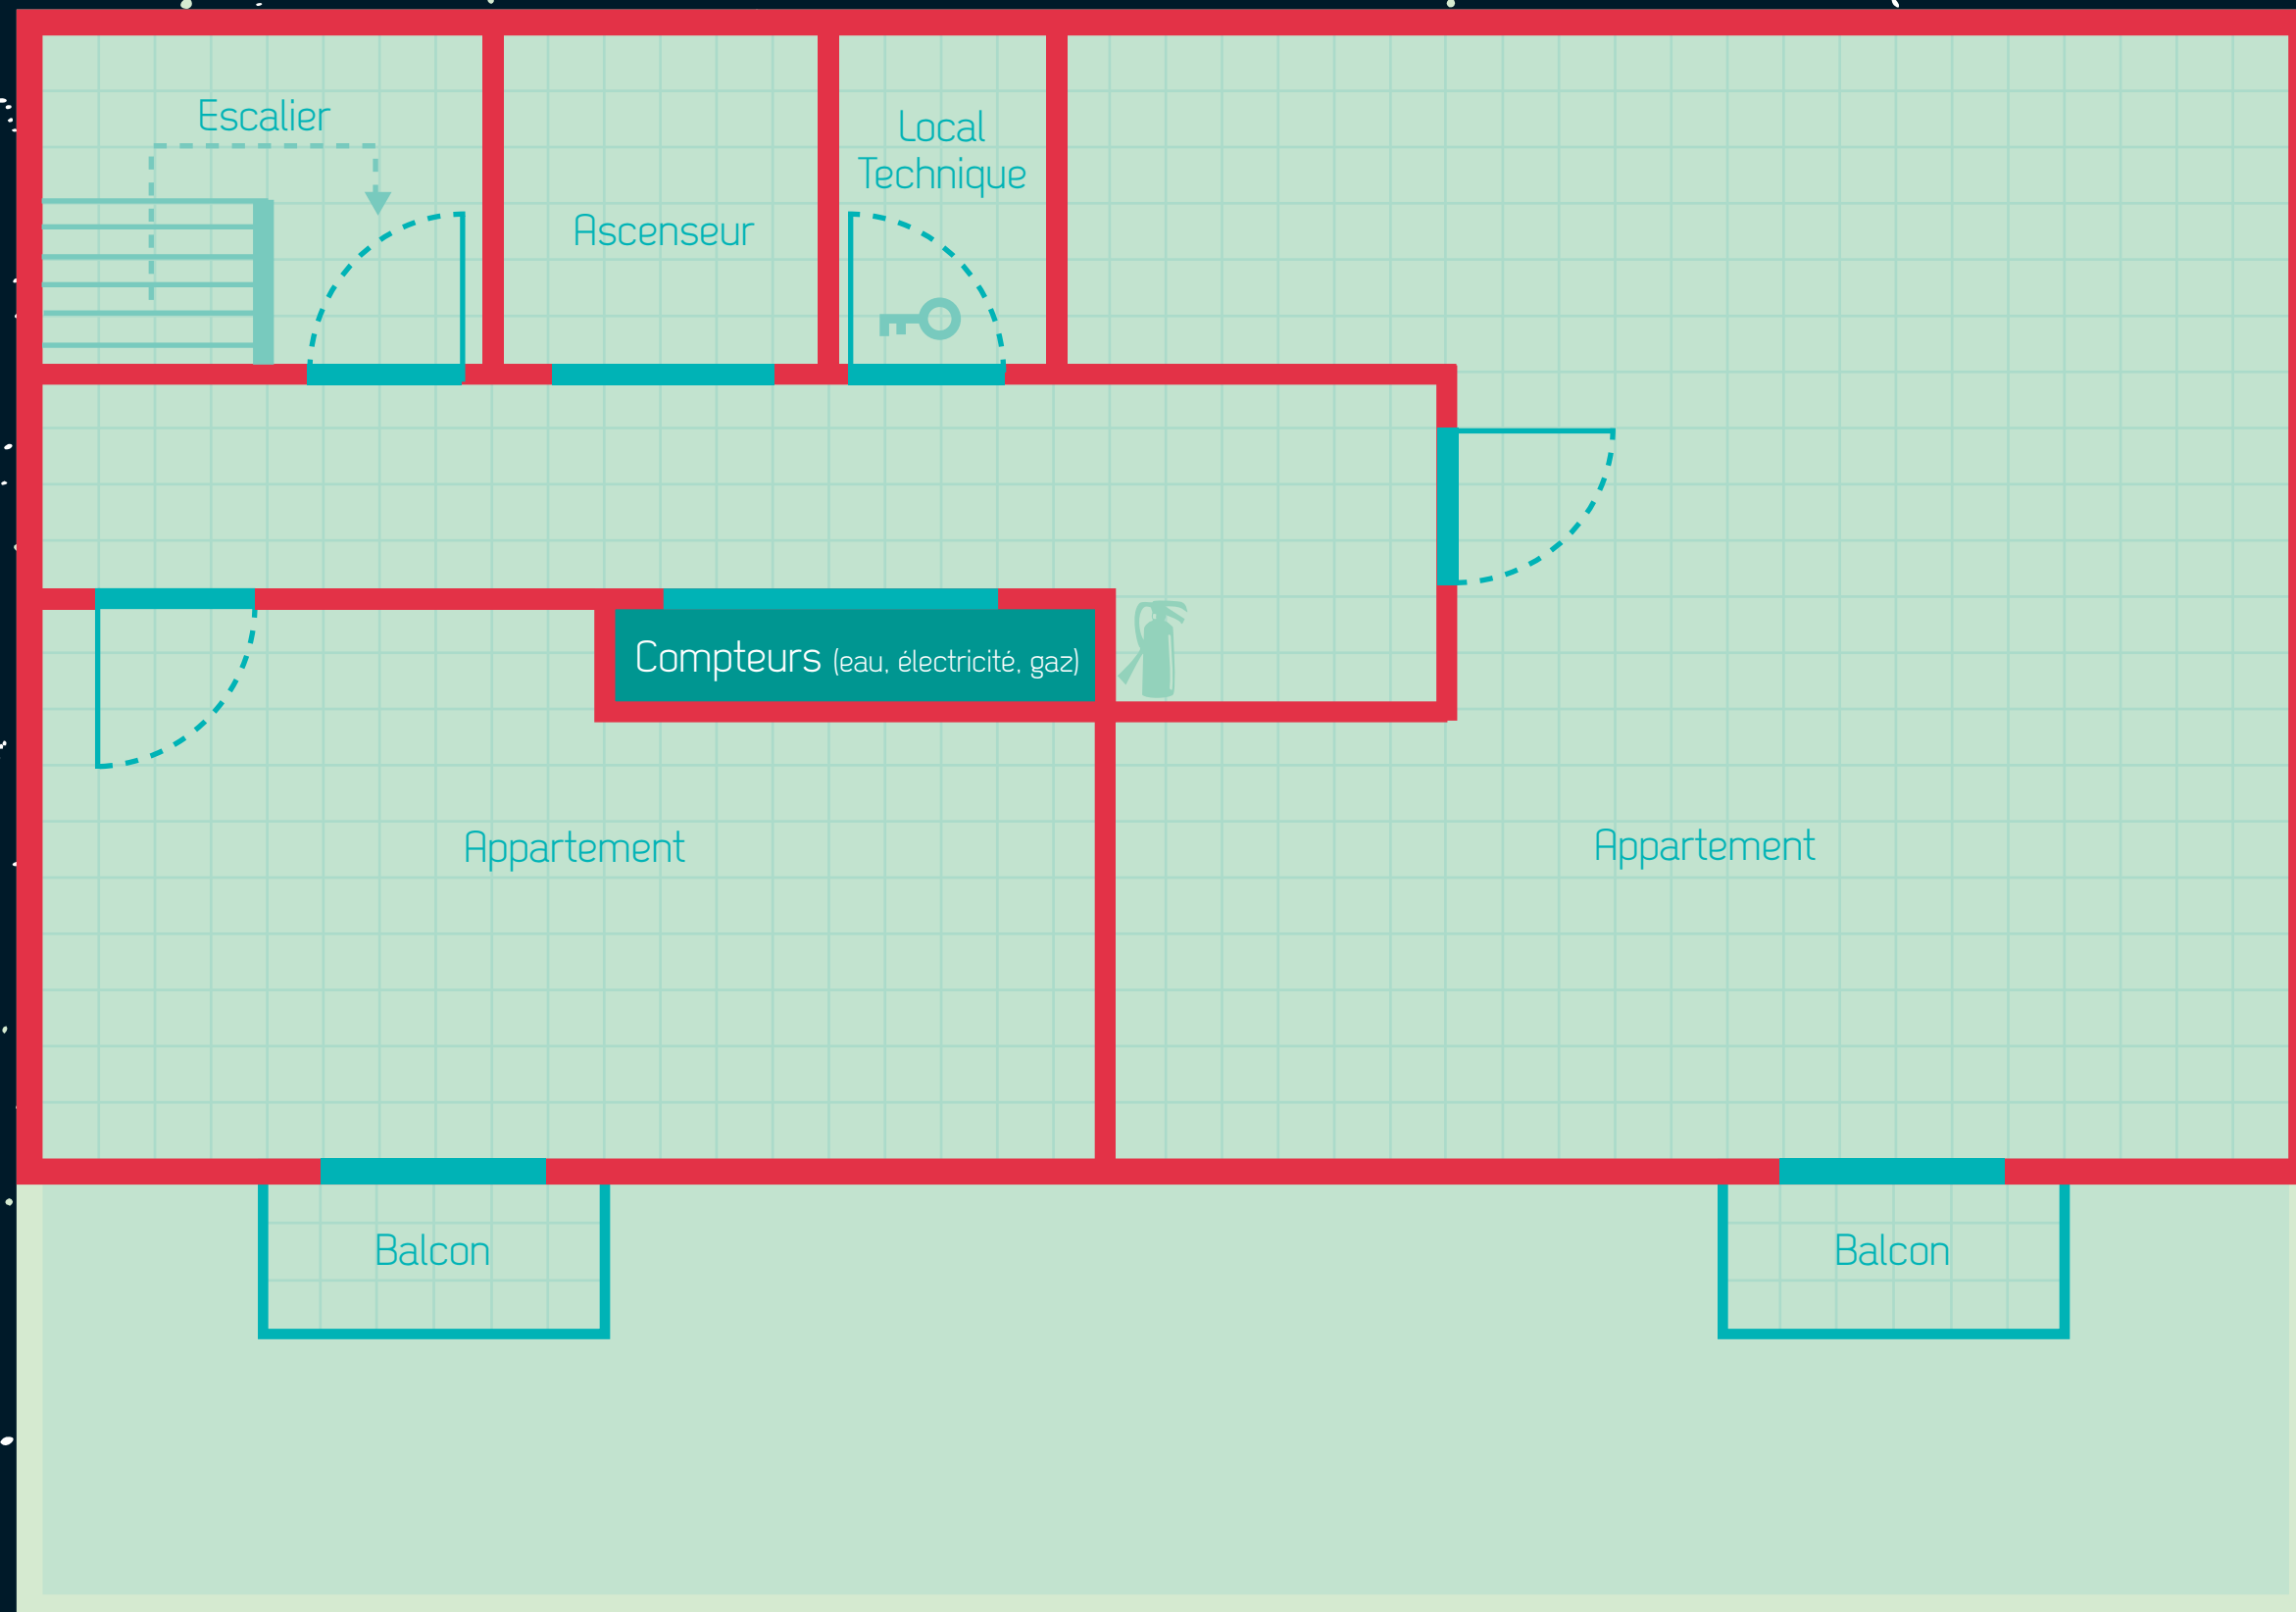 Escalier
Ascenseur
Local
Technique
Compteurs (eau, électricité, gaz)
Appartement
Appartement
Balcon
Balcon